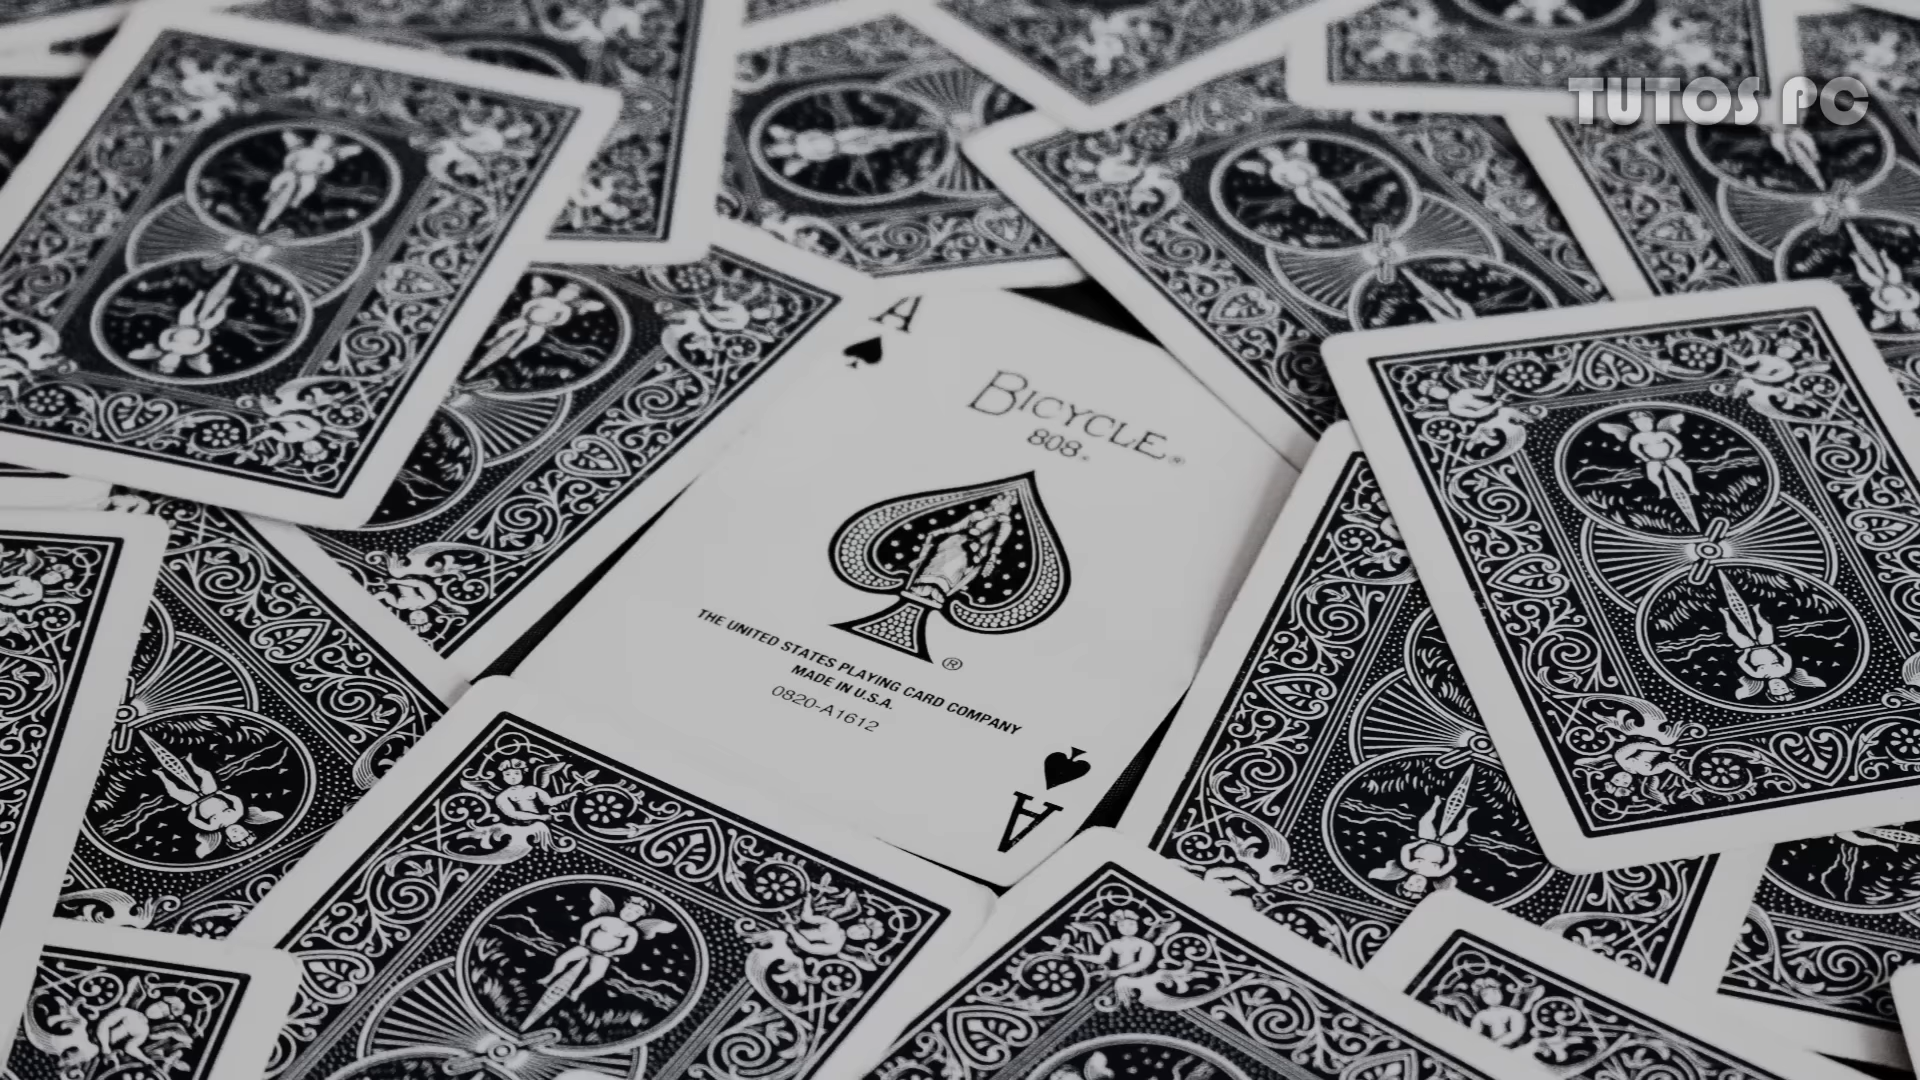 TUTOS PC
A
BICYCLE®
808®
®
THE UNITED STATES PLAYING CARD COMPANY
MADE IN U.S.A.
0820-A1612
A